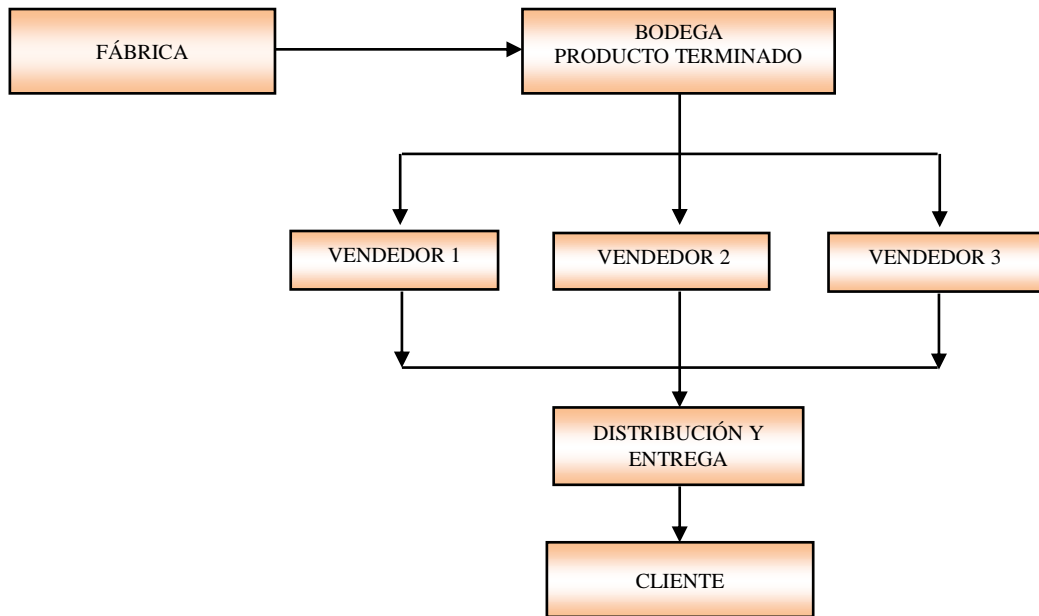 FÁBRICA
BODEGA
PRODUCTO TERMINADO
VENDEDOR 1
VENDEDOR 2
VENDEDOR 3
DISTRIBUCIÓN Y
ENTREGA
CLIENTE